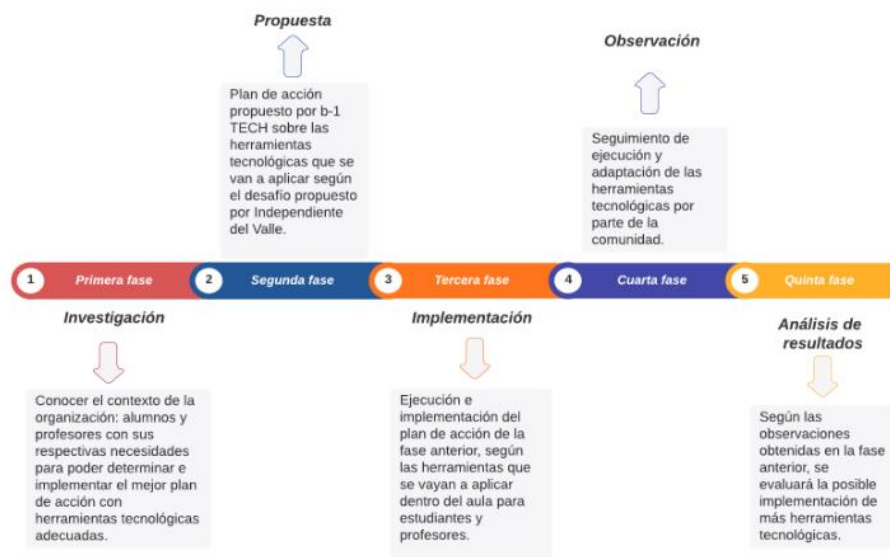 Propuesta
Plan de acción
propuesto por b-1
TECH sobre las
herramientas
tecnológicas que se
van a aplicar según
el desafío propuesto
por Independiente
del Valle.
Observación
Seguimiento de
ejecución y
adaptación de las
herramientas
tecnológicas por
parte de la
comunidad.
1 Primera fase 2 Segunda fase 3 Tercera fase 4 Cuarta fase 5 Quinta fase
Investigación
Conocer el contexto de la
organización: alumnos y
profesores con sus
respectivas necesidades
para poder determinar e
implementar el mejor plan
de acción con
herramientas tecnológicas
adecuadas.
Implementación
Ejecución e
implementación del
plan de acción de la
fase anterior, según
las herramientas que
se vayan a aplicar
dentro del aula para
estudiantes y
profesores.
Análisis de
resultados
Según las
observaciones
obtenidas en la fase
anterior, se
evaluará la posible
implementación de
más herramientas
tecnológicas.